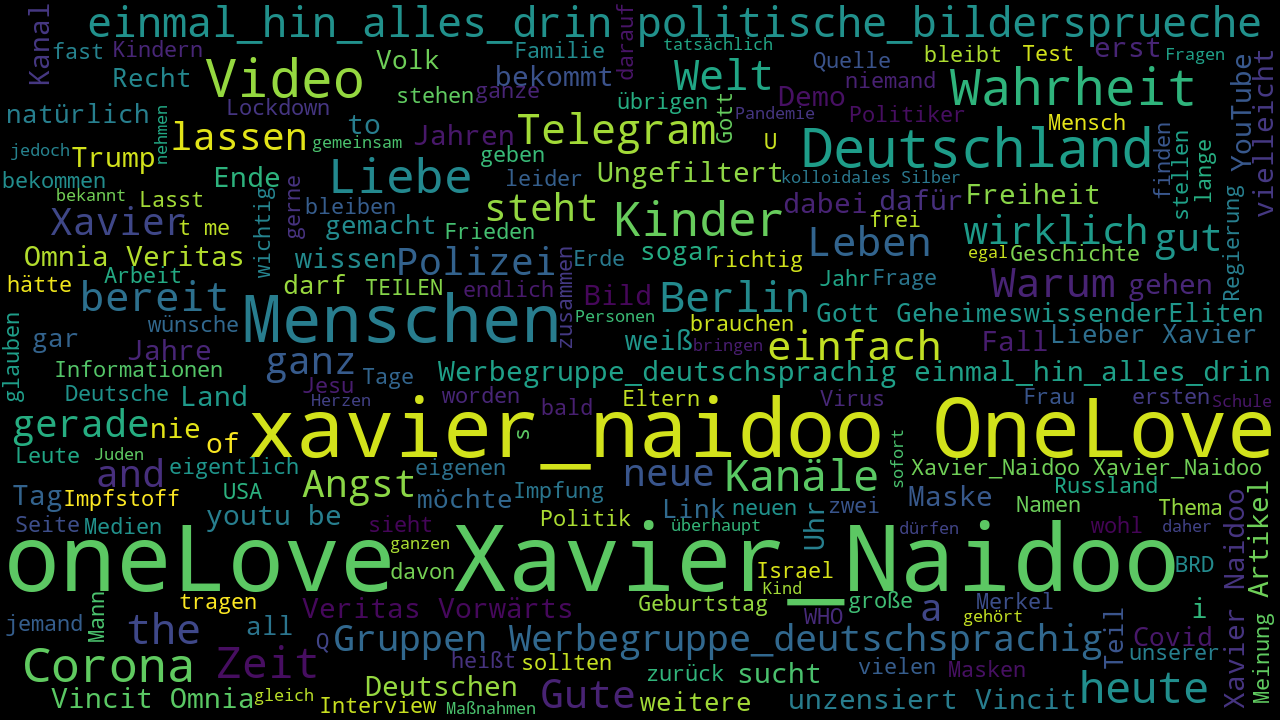 einmal_hin_alles_drin politische_bildersprueche
Kanal
fast
Kindern
Familie
darauf
tatsächlich
Quelle
bleibt
Test
erst
Fragen
Recht
Video
Volk
bekommt
Welt
niemand
Wahrheit
YouTube
vielleicht
stehen
ganze
übrigen
Demo
natürlich
Lockdown
to
Gott
Pandemie
Politiker
Mensch
nehmen
lassen
gemeinsam
Jahren
Telegram
U
Deutschland
jedoch
Trump
geben
finden
stellen
lange
bekommen
Ende
Liebe
leider
Ungefiltert
kolloidales Silber
bekannt
Lasst
wichtig
gerne
bleiben
steht
Kinder
dabei
dafür
Freiheit
Xavier
t me
gemacht
Frieden
frei
Regierung
Omnia Veritas
wissen
Polizei
Erde
sogar
richtig
Leben
wirklich
gut
egal
Geschichte
hätte
Arbeit
darf
TEILEN
endlich
zusammen
Bild
Jahr
Frage
Warum
gehen
bereit
Menschen
Personen
Berlin
Gott GeheimeswissenderEliten
glauben
gar
wünsche
weiß
brauchen
bringen
einfach
Fall
Lieber Xavier
Jahre
ganz
Informationen
Tage
Werbegruppe_deutschsprachig einmal_hin_alles_drin
Deutsche
Land
Jesu
Herzen
worden
bald
Eltern
Virus
Frau
ersten
Schule
gerade
nie
of
xavier_naidoo OneLove
s
sofort
Leute
Juden
and
eigentlich
Angst
eigenen
neue
Kanäle
Xavier_Naidoo Xavier_Naidoo
Russland
Tag
Impfstoff
USA
möchte
Impfung
Link
neuen
zwei
Maske
Namen
Thema
Seite
Medien
youtu be
sieht
Politik
überhaupt
Uhr
dürfen
wohl
daher
Xavier Naidoo
Meinung
Artikel
oneLove Xavier_Naidoo
ganzen
davon
Israel
Kind
BRD
Mann
tragen
Veritas Vorwärts
Geburtstag
WHO
große
a
Merkel
gehört
Teil
i
jemand
the
all
Q
Gruppen Werbegruppe_deutschsprachig
Covid
unserer
Corona
Zeit
heißt
sollten
zurück
sucht
vielen
Masken
Vincit Omnia
gleich
Deutschen
Interview
Maßnahmen
Gute
weitere
unzensiert Vincit
heute